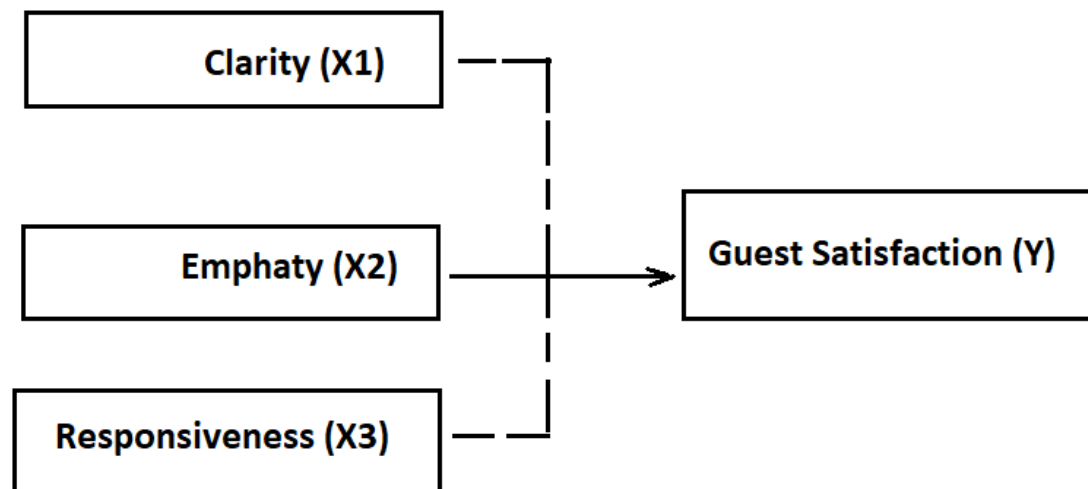 Clarity (X1)
Emphaty (X2)
Guest Satisfaction (Y)
Responsiveness (X3)